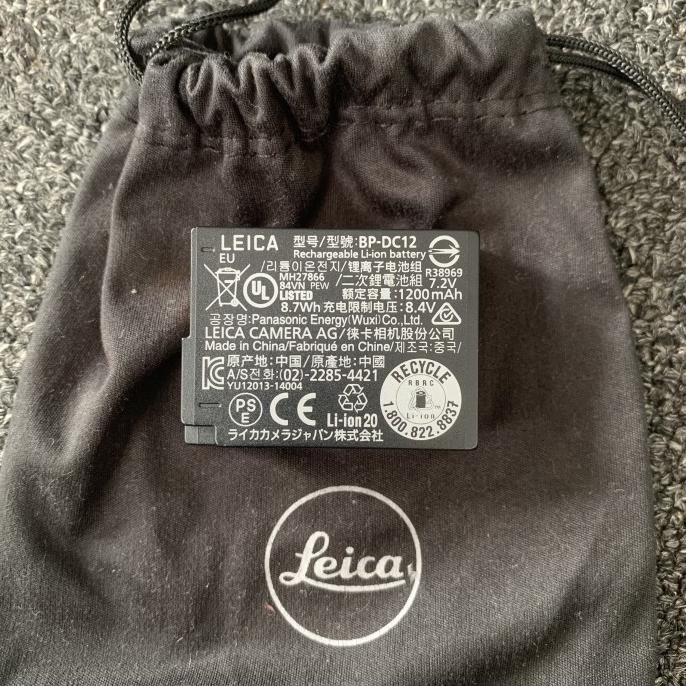 LEICA 型号/型號:BP-DC12
EU Rechargeable Li-ion battery
/리튬이온전지/锂离子电池组 R38969
MH27866 /二次鋰電池組 7.2V
84VN PEW
LISTED 额定容量:1200mAh
8.7Wh 充电限制电压:8.4V
공장명:Panasonic Energy(Wuxi)Co.,Ltd.
LEICA CAMERA AG/徕卡相机股份公司
Made in China/Fabriqué en Chine/제조국:중국/
原产地:中国/原產地:中國
A/S전화:(02)-2285-4421
YU12013-14004
PS
E
CE
Li-ion 20
ライカカメラジャパン株式会社
RECYCLE
RBRC
Li-ion
1.800.822.8837
Leica